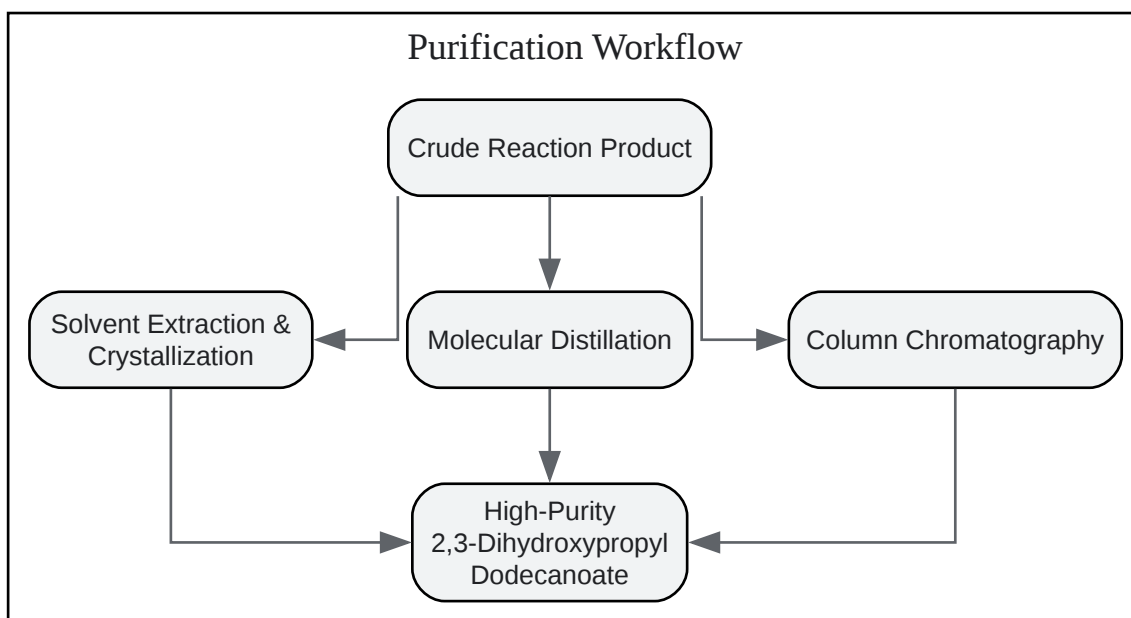 Purification Workflow
Crude Reaction Product
Solvent Extraction &
Crystallization
Molecular Distillation
Column Chromatography
High-Purity
2,3-Dihydroxypropyl
Dodecanoate